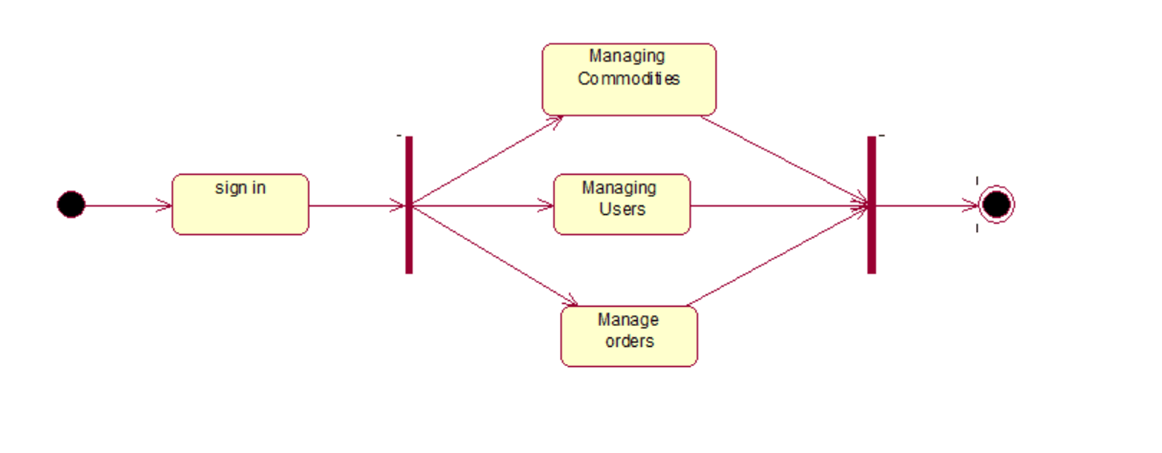 Managing
Commodities
sign in
Managing
Users
Manage
orders